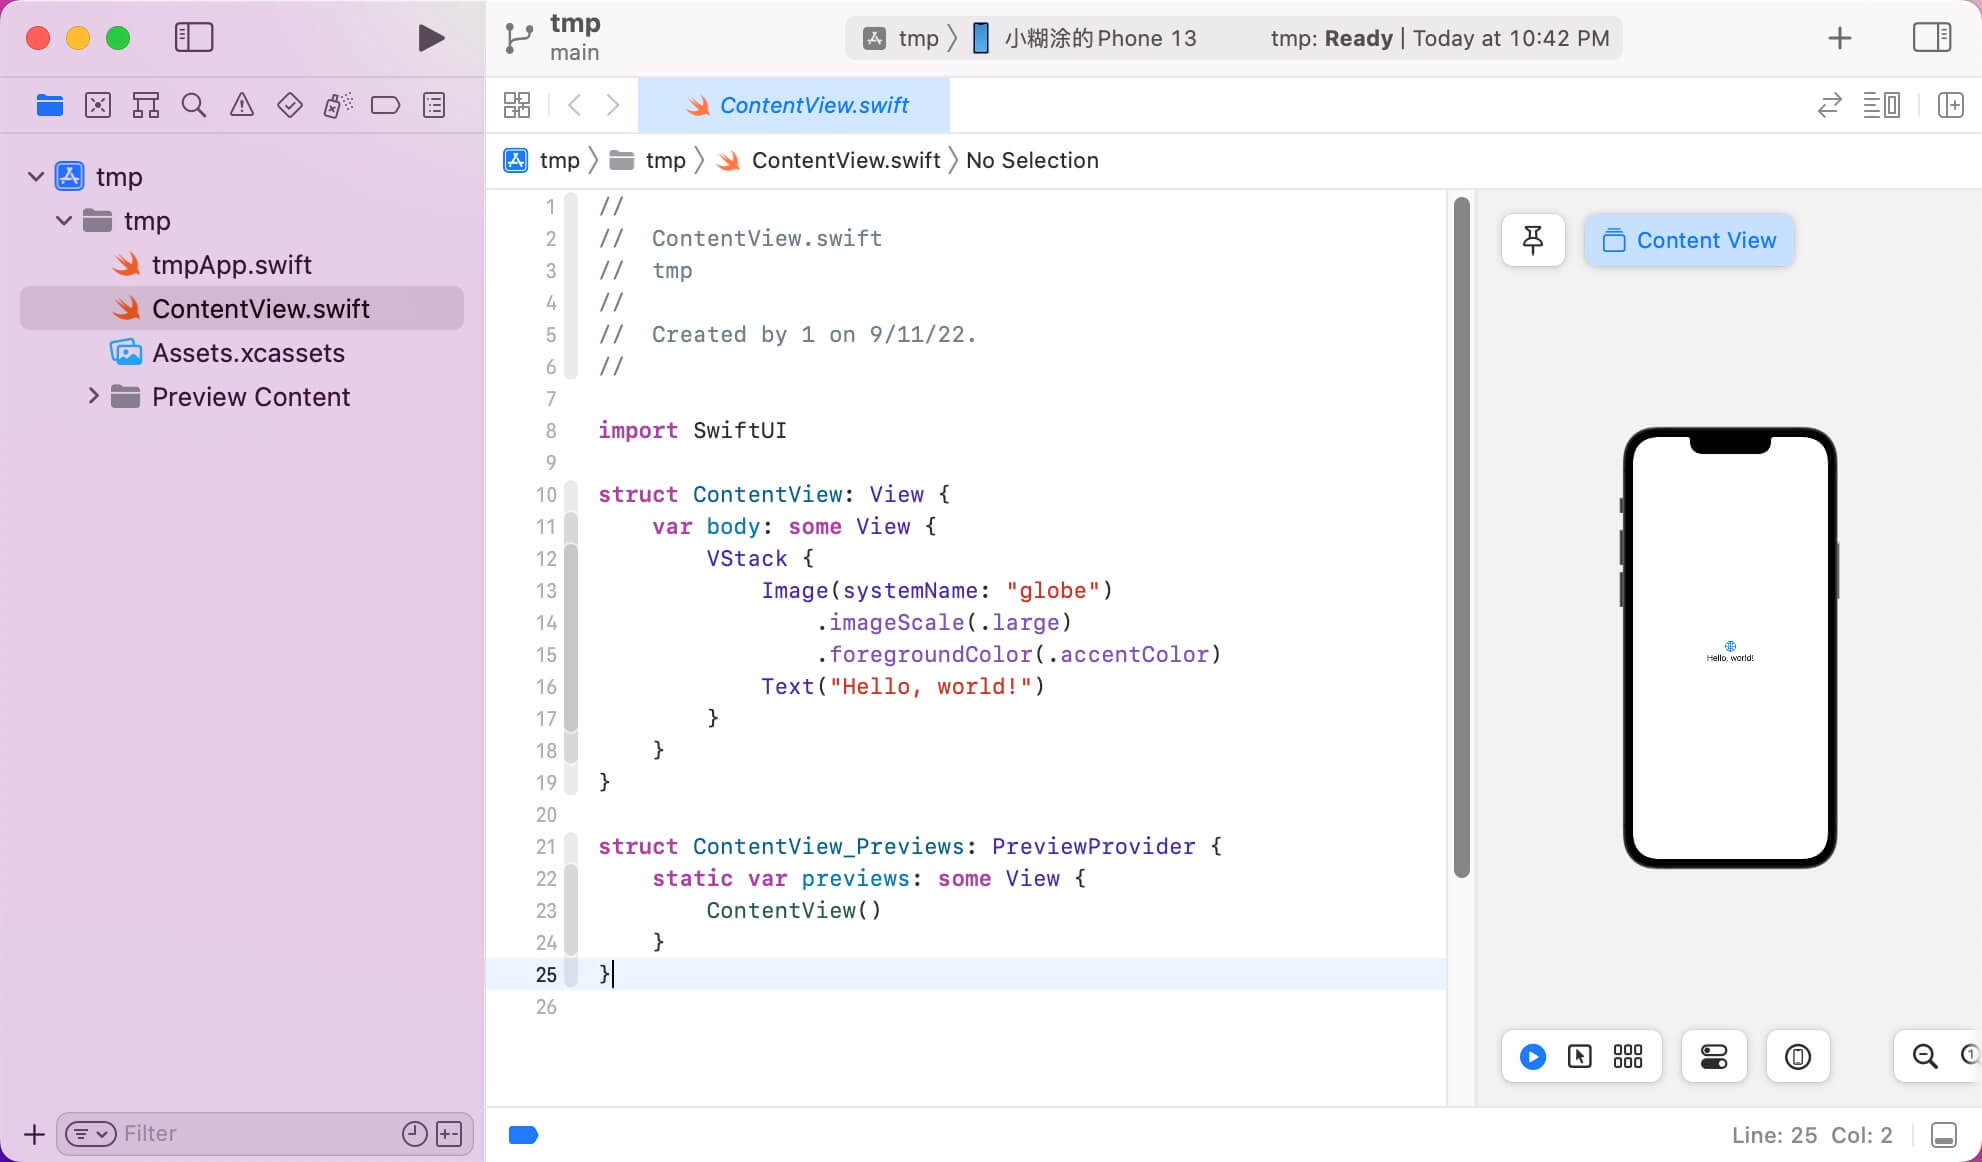 tmp
main
tmp 〉 小糊涂的Phone 13
tmp: Ready | Today at 10:42 PM
ContentView.swift
tmp 〉 tmp 〉 ContentView.swift 〉 No Selection
tmp
tmp
tmpApp.swift
ContentView.swift
Assets.xcassets
Preview Content
1 //
2 //  ContentView.swift
3 //  tmp
4 //
5 //  Created by 1 on 9/11/22.
6 //
7
8 import SwiftUI
9
10 struct ContentView: View {
11     var body: some View {
12         VStack {
13             Image(systemName: "globe")
14                 .imageScale(.large)
15                 .foregroundColor(.accentColor)
16             Text("Hello, world!")
17         }
18     }
19 }
20
21 struct ContentView_Previews: PreviewProvider {
22     static var previews: some View {
23         ContentView()
24     }
25 }
26
Content View
Hello, world!
Filter
Line: 25  Col: 2